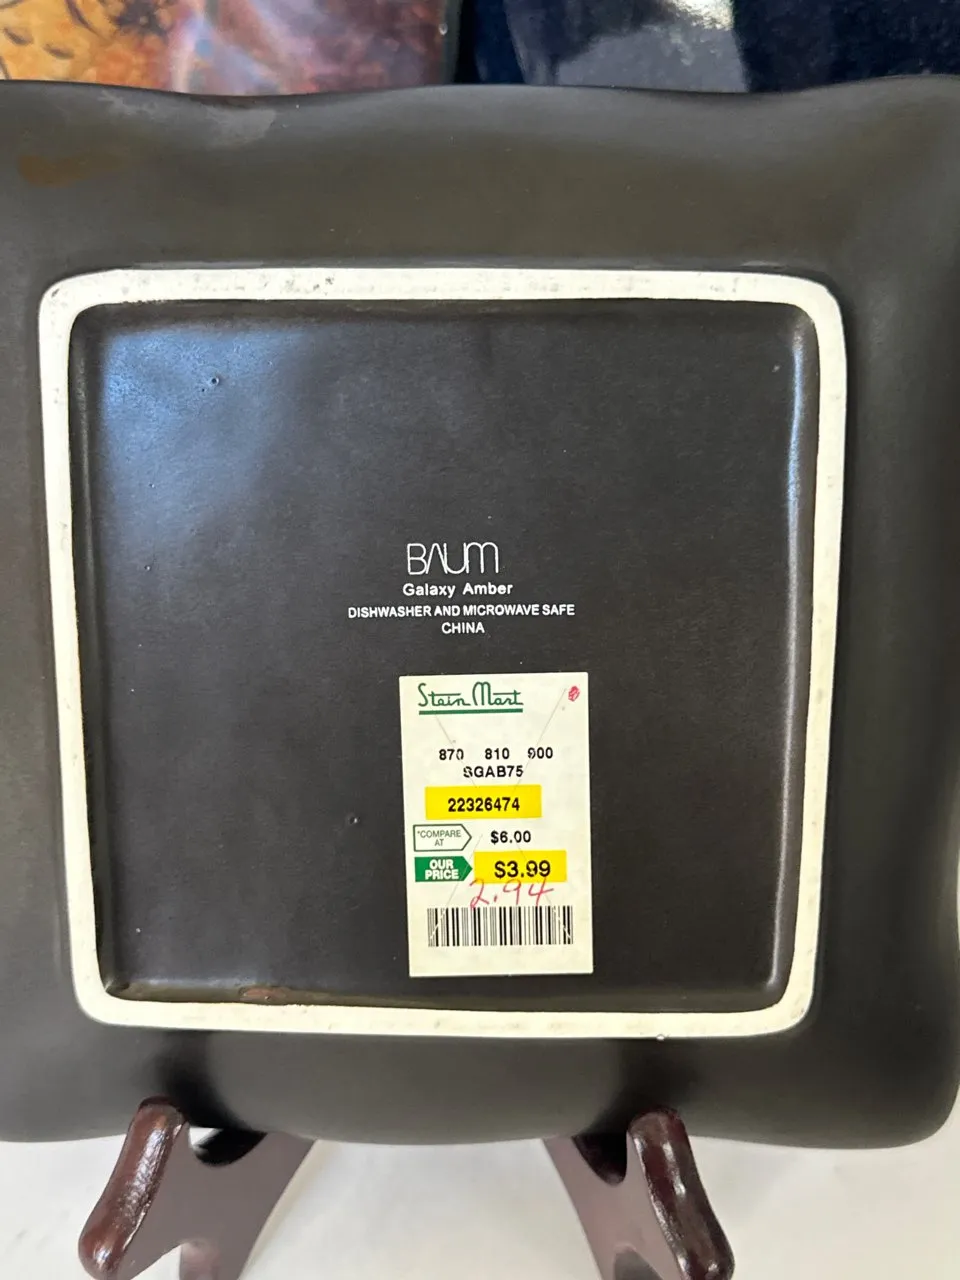 BAUM
Galaxy Amber
DISHWASHER AND MICROWAVE SAFE
CHINA
Stein Mart
870 810 900
SGAB75
22326474
*COMPARE AT $6.00
OUR PRICE $3.99
2.94